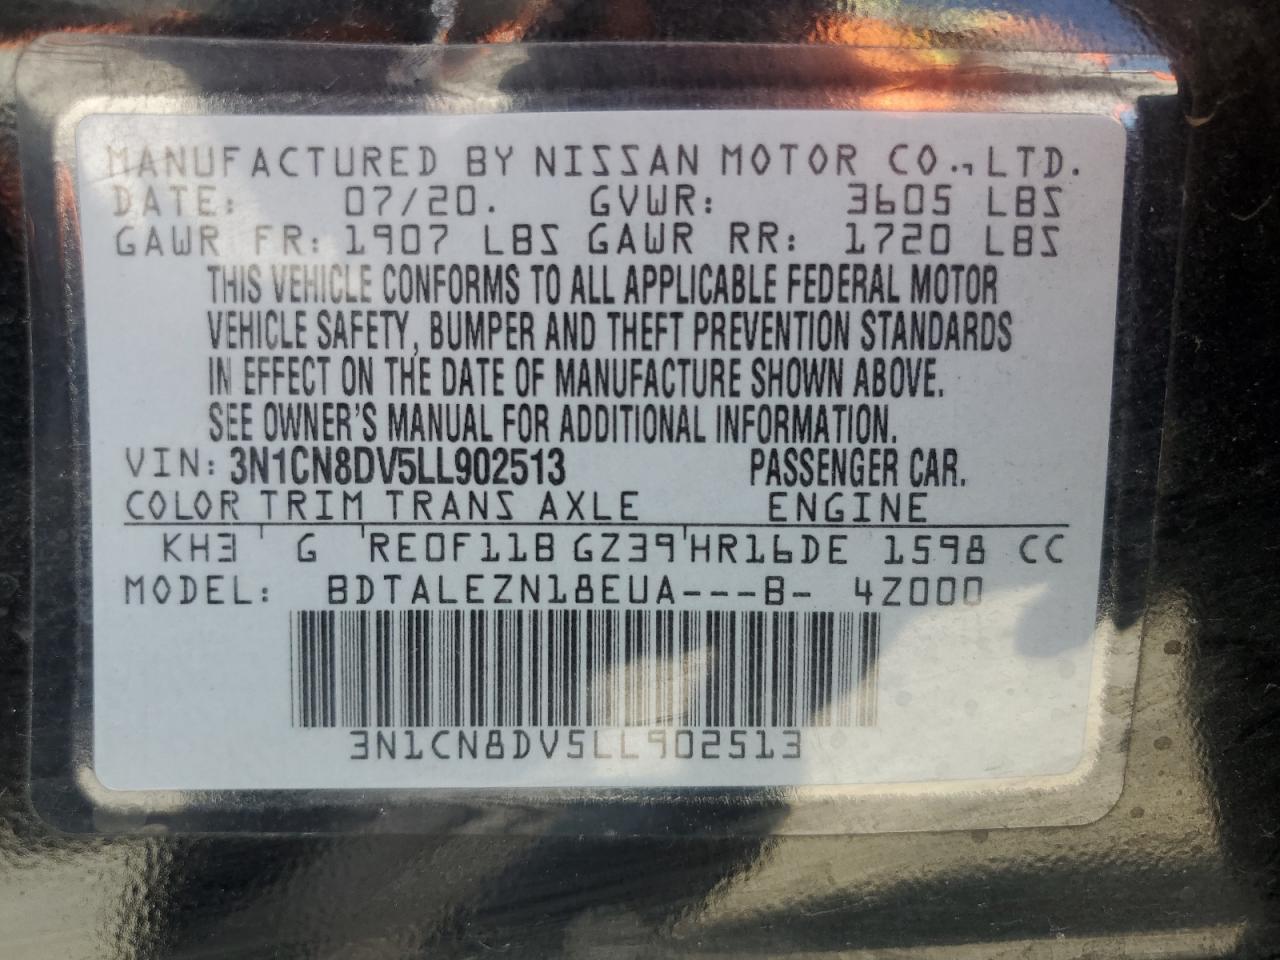 MANUFACTURED BY NISSAN MOTOR CO., LTD.
DATE: 07/20. GVWR: 3605 LBS
GAWR FR: 1907 LBS GAWR RR: 1720 LBS
THIS VEHICLE CONFORMS TO ALL APPLICABLE FEDERAL MOTOR
VEHICLE SAFETY, BUMPER AND THEFT PREVENTION STANDARDS
IN EFFECT ON THE DATE OF MANUFACTURE SHOWN ABOVE.
SEE OWNER'S MANUAL FOR ADDITIONAL INFORMATION.
VIN: 3N1CN8DV5LL902513 PASSENGER CAR.
COLOR TRIM TRANS AXLE ENGINE
KH3 G RE0F11B GZ39 HR16DE 1598 CC
MODEL: BDTALEZN18EUA---B- 4Z000
3N1CN8DV5LL902513